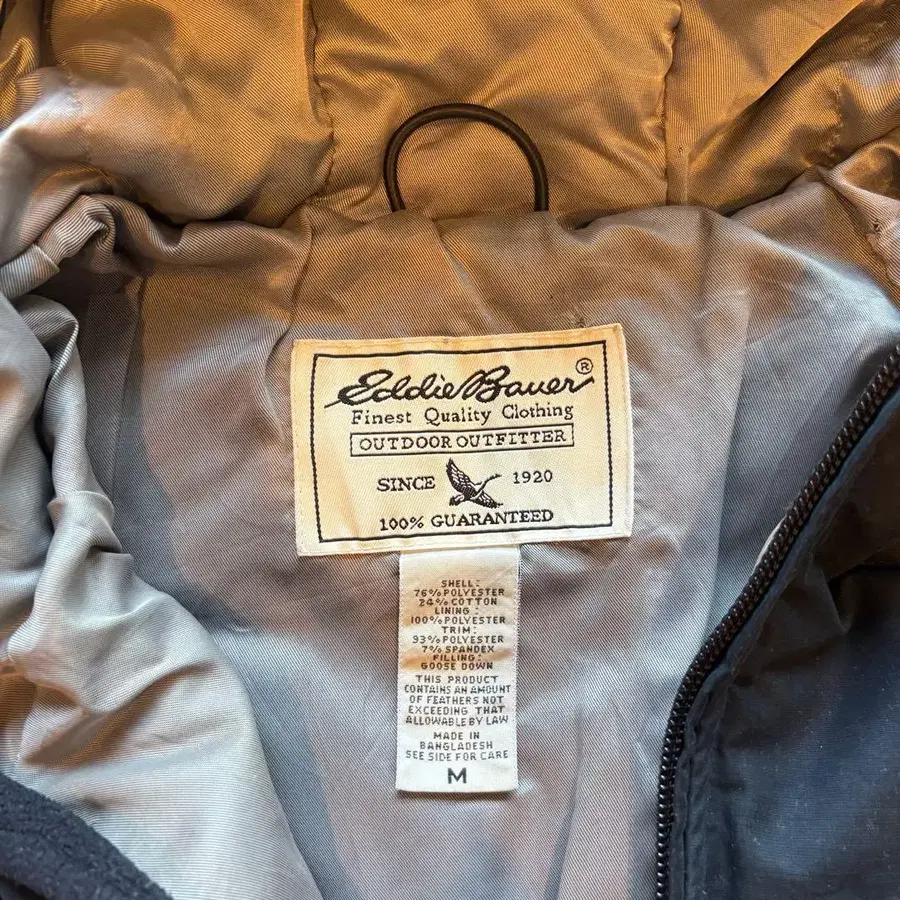 Eddie Bauer®
Finest Quality Clothing
OUTDOOR OUTFITTER
SINCE 1920
100% GUARANTEED
SHELL:
76% POLYESTER
24% COTTON
LINING:
100% POLYESTER
TRIM:
93% POLYESTER
7% SPANDEX
FILLING:
GOOSE DOWN
THIS PRODUCT
CONTAINS AN AMOUNT
OF FEATHERS NOT
EXCEEDING THAT
ALLOWABLE BY LAW
MADE IN
BANGLADESH
SEE SIDE FOR CARE
M